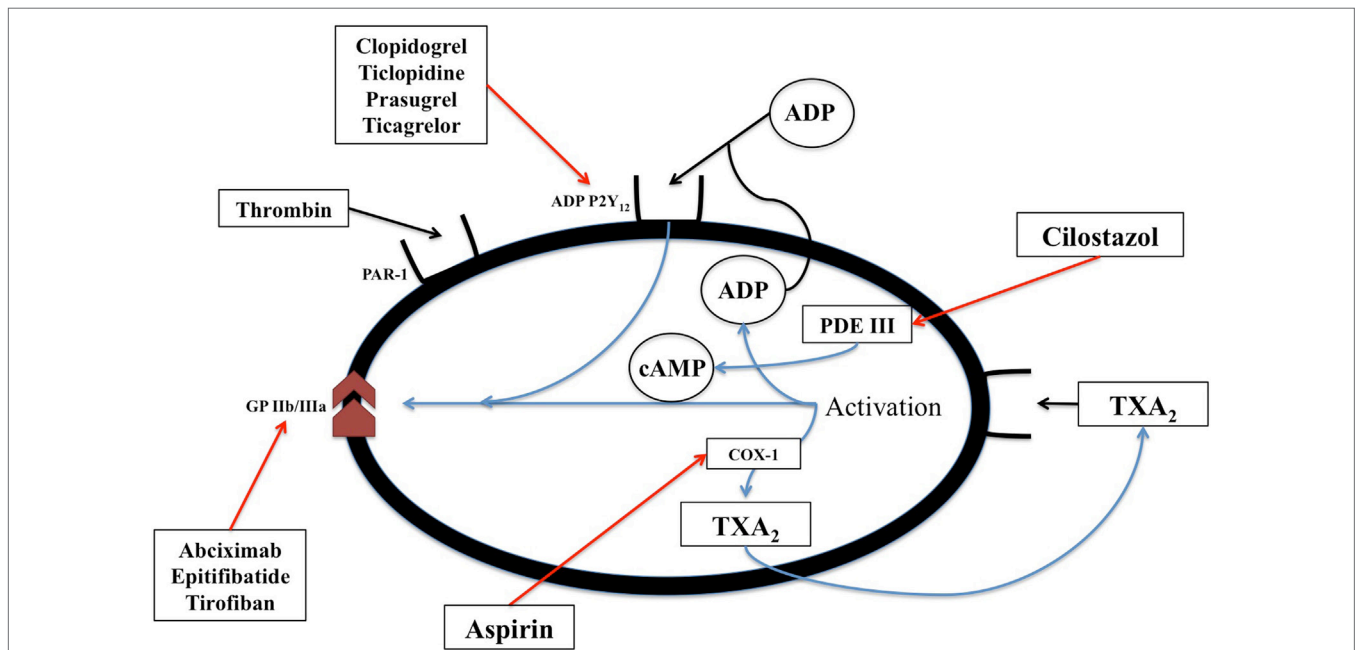 Clopidogrel
Ticlopidine
Prasugrel
Ticagrelor
ADP
ADP P2Y₁₂
Thrombin
PAR-1
Cilostazol
ADP
PDE III
cAMP
GP IIb/IIIa
Activation
TXA₂
COX-1
TXA₂
Abciximab
Epitifibatide
Tirofiban
Aspirin